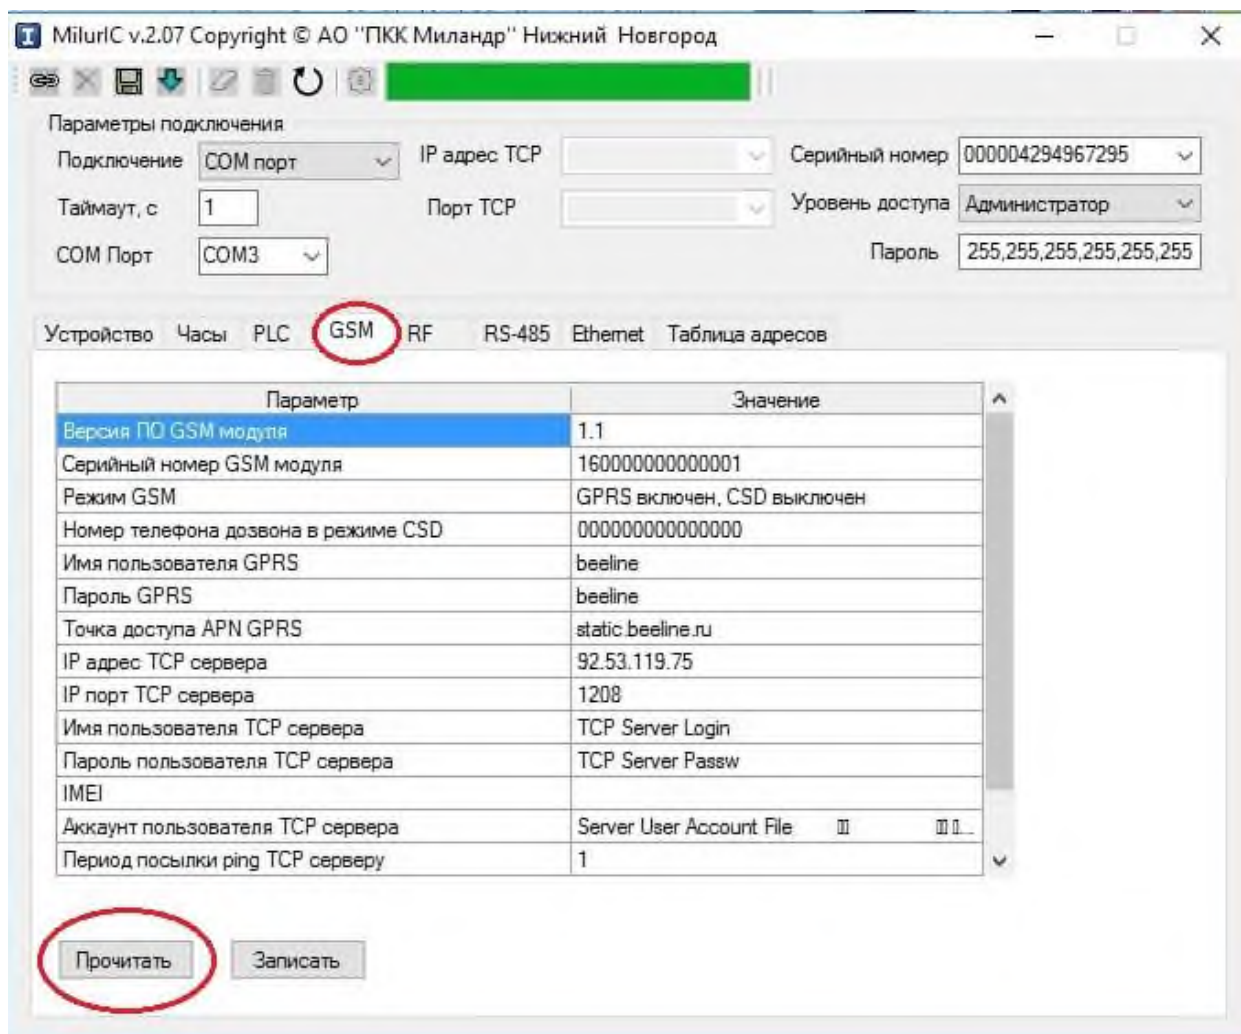 MilurIC v.2.07 Copyright © АО "ПКК Миландр" Нижний Новгород
Параметры подключения
Подключение COM порт IP адрес TCP Серийный номер 000004294967295
Таймаут, с 1 Порт TCP Уровень доступа Администратор
COM Порт COM3 Пароль 255,255,255,255,255,255
Устройство Часы PLC GSM RF RS-485 Ethernet Таблица адресов
Параметр Значение
Версия ПО GSM модуля 1.1
Серийный номер GSM модуля 160000000000001
Режим GSM GPRS включен, CSD выключен
Номер телефона дозвона в режиме CSD 000000000000000
Имя пользователя GPRS beeline
Пароль GPRS beeline
Точка доступа APN GPRS static.beeline.ru
IP адрес TCP сервера 92.53.119.75
IP порт TCP сервера 1208
Имя пользователя TCP сервера TCP Server Login
Пароль пользователя TCP сервера TCP Server Passw
IMEI
Аккаунт пользователя TCP сервера Server User Account File
Период посылки ping TCP серверу 1
Прочитать Записать